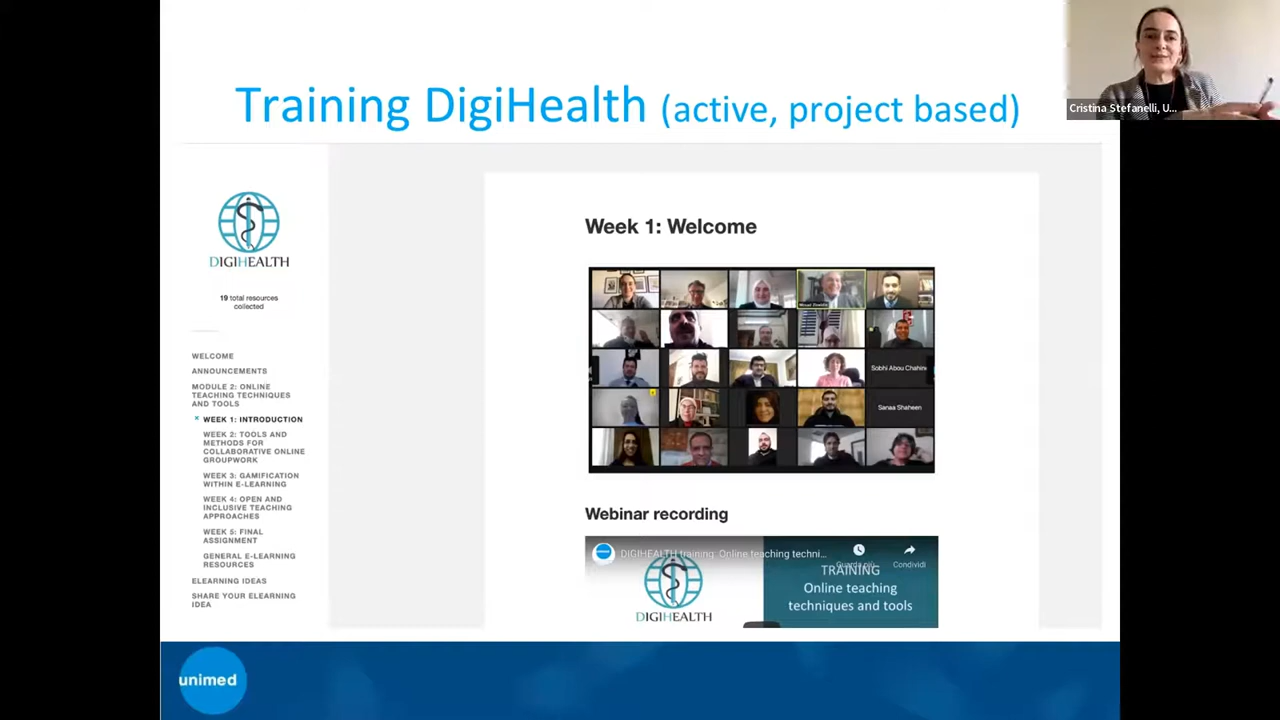 Training DigiHealth (active, project based)
Cristina Stefanelli, U...
DIGIHEALTH
19 total resources
collected
WELCOME
ANNOUNCEMENTS
MODULE 2: ONLINE
TEACHING TECHNIQUES
AND TOOLS
× WEEK 1: INTRODUCTION
WEEK 2: TOOLS AND
METHODS FOR
COLLABORATIVE ONLINE
GROUPWORK
WEEK 3: GAMIFICATION
WITHIN E-LEARNING
WEEK 4: OPEN AND
INCLUSIVE TEACHING
APPROACHES
WEEK 5: FINAL
ASSIGNMENT
GENERAL E-LEARNING
RESOURCES
ELEARNING IDEAS
SHARE YOUR ELEARNING
IDEA
Week 1: Welcome
Sobhi Abou Chahin
Sanaa Shaheen
Webinar recording
DIGIHEALTH training: Online teaching techni...
Guarda più...
Condividi
DIGIHEALTH
TRAINING
Online teaching
techniques and tools
unimed